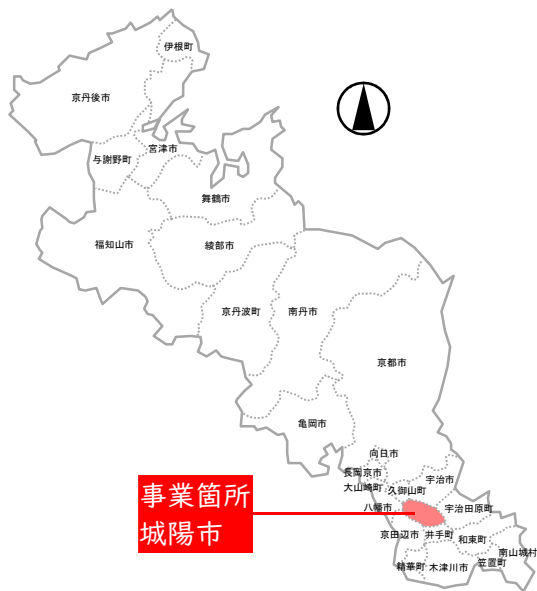 伊根町
京丹後市
宮津市
与謝野町
舞鶴市
福知山市
綾部市
京丹波町
南丹市
京都市
亀岡市
向日市
長岡京市
宇治市
大山崎町
久御山町
事業箇所
城陽市
八幡市
宇治田原町
京田辺市
井手町
和束町
南山城村
笠置町
精華町
木津川市